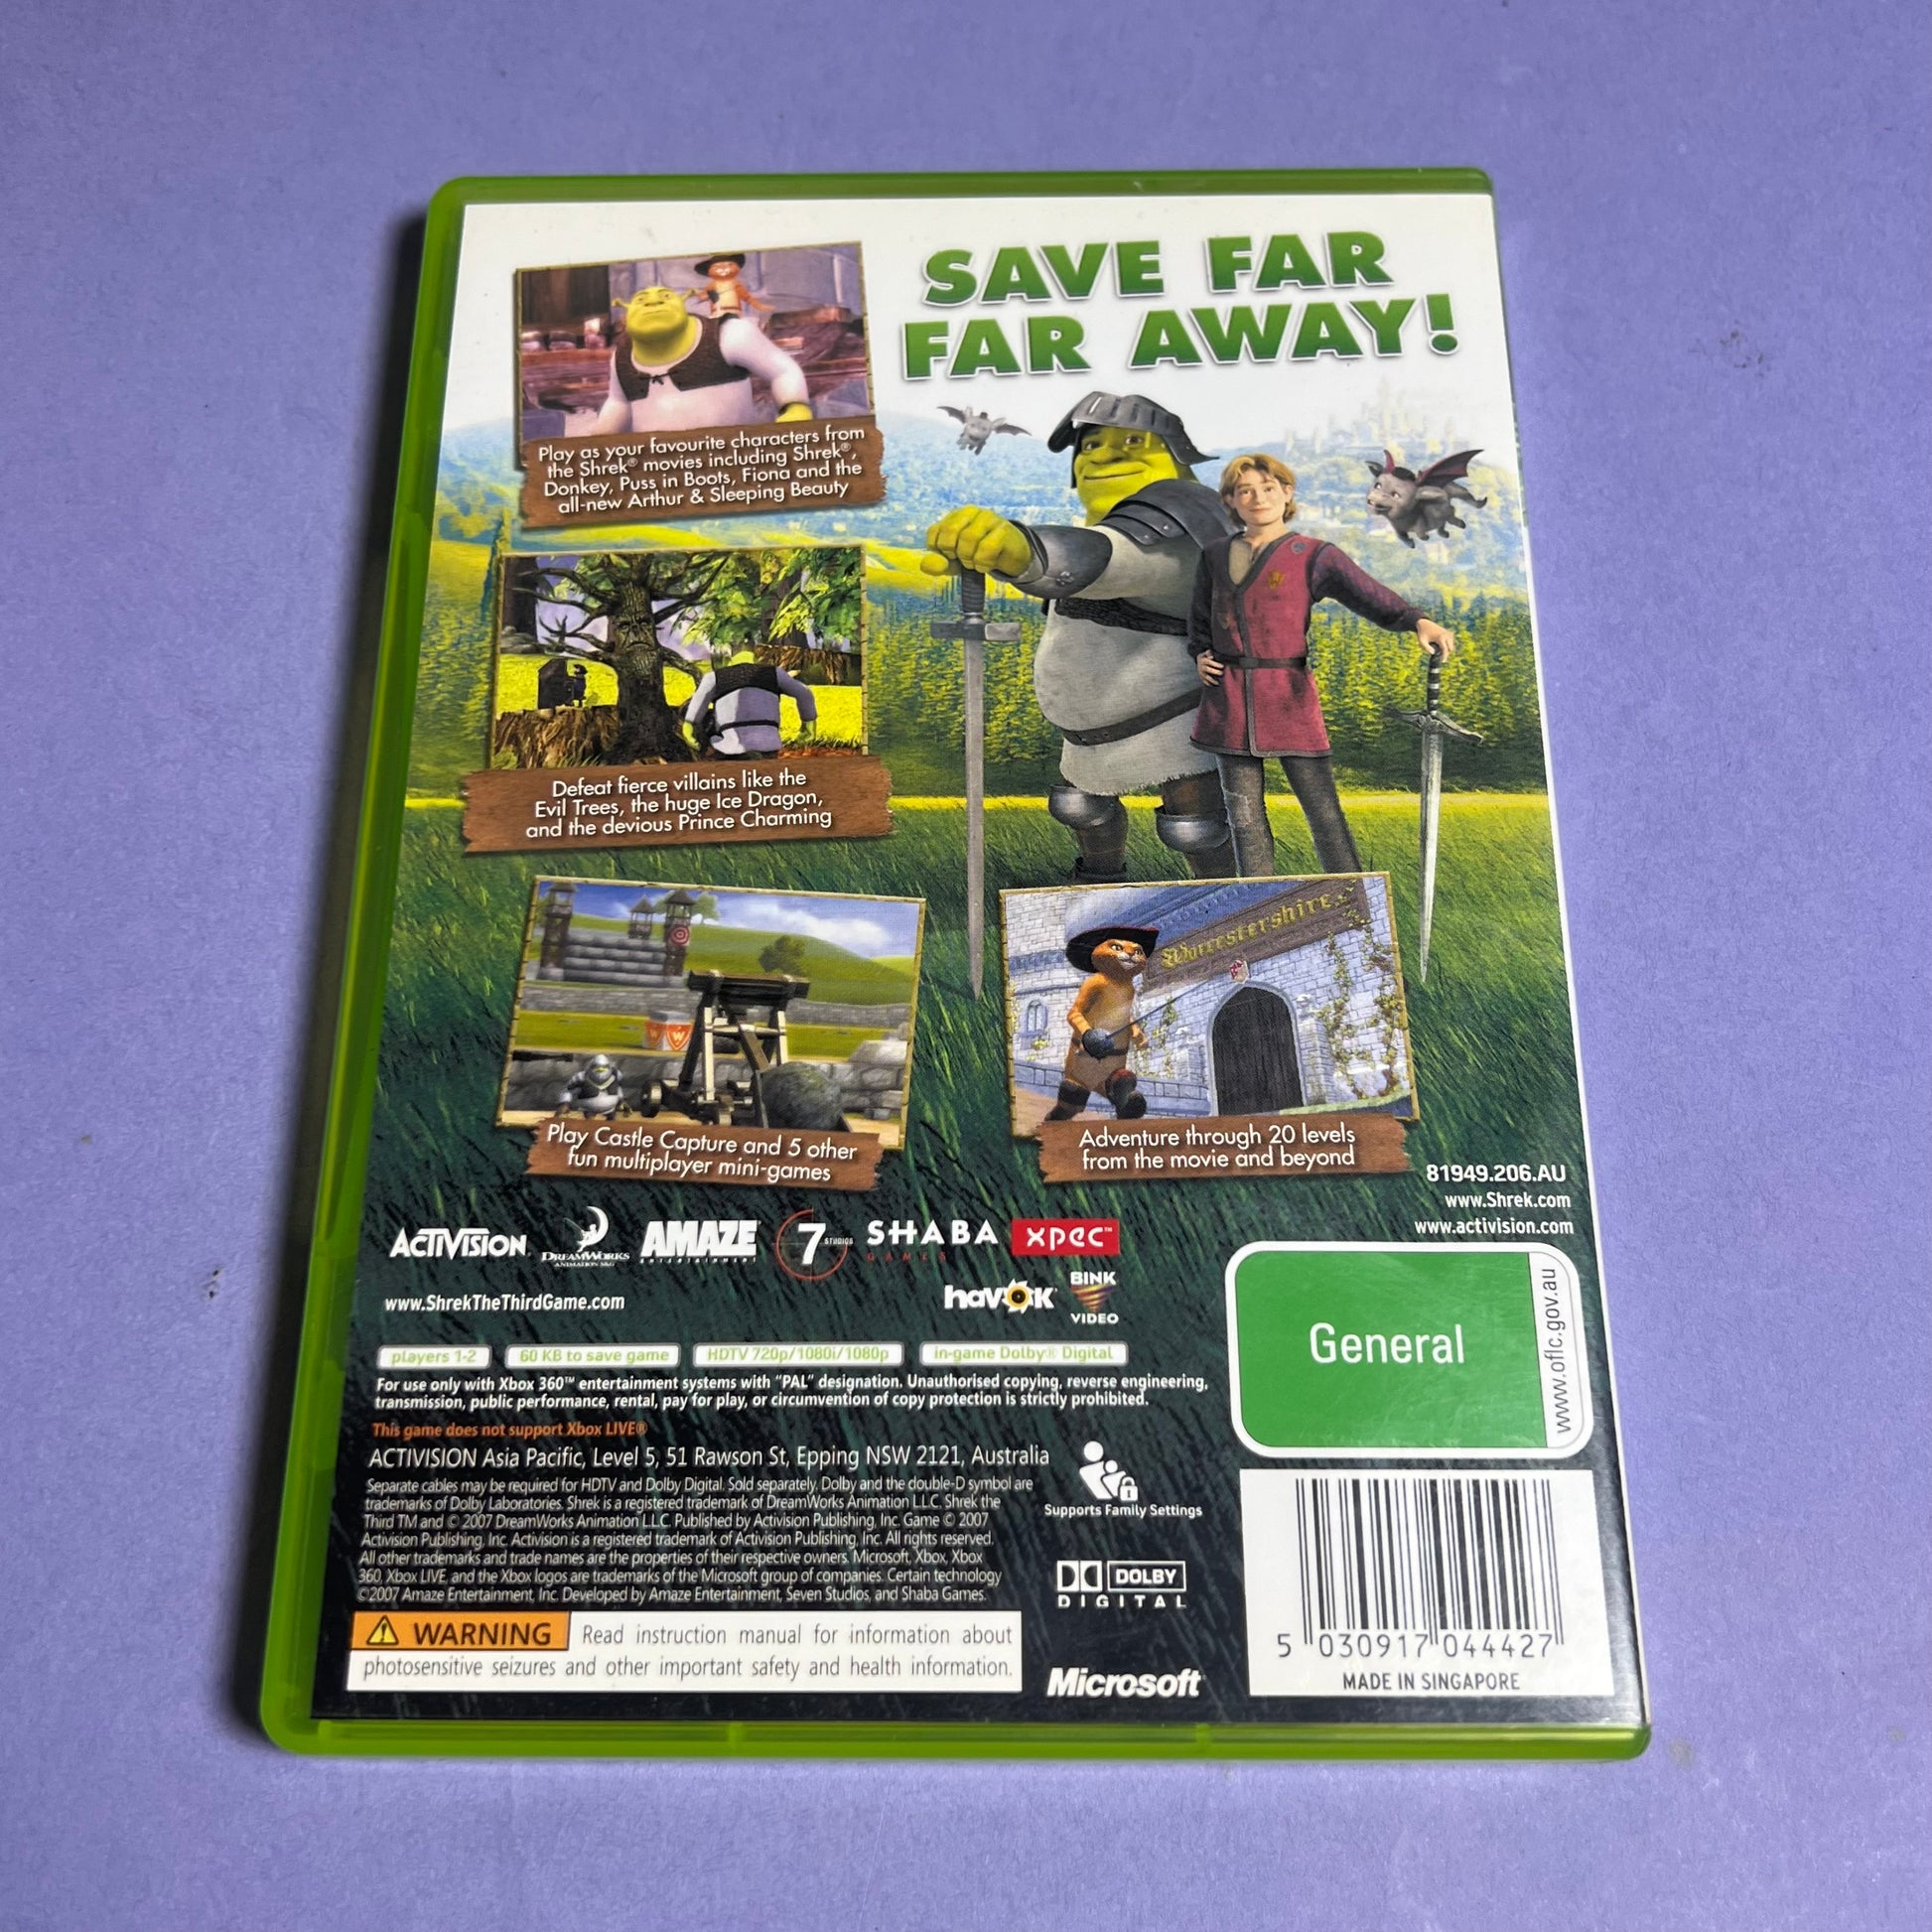 SAVE FAR
FAR AWAY!
Play as your favourite characters from
the Shrek® movies including Shrek®,
Donkey, Puss in Boots, Fiona and the
all-new Arthur & Sleeping Beauty
Defeat fierce villains like the
Evil Trees, the huge Ice Dragon,
and the devious Prince Charming
Worcestershire
W W
Play Castle Capture and 5 other
fun multiplayer mini-games
Adventure through 20 levels
from the movie and beyond
81949.206.AU
www.Shrek.com
www.activision.com
ACTIVISION
DREAMWORKS
ANIMATION SKG
AMAZE
entertainment
7 STUDIOS
SHABA
GAMES
xpec™
www.ShrekTheThirdGame.com
havok
BINK
VIDEO
General
www.oflc.gov.au
players 1-2
60 KB to save game
HDTV 720p/1080i/1080p
in-game Dolby® Digital
For use only with Xbox 360™ entertainment systems with "PAL" designation. Unauthorised copying, reverse engineering,
transmission, public performance, rental, pay for play, or circumvention of copy protection is strictly prohibited.
This game does not support Xbox LIVE®
ACTIVISION Asia Pacific, Level 5, 51 Rawson St, Epping NSW 2121, Australia
Separate cables may be required for HDTV and Dolby Digital. Sold separately. Dolby and the double-D symbol are
trademarks of Dolby Laboratories. Shrek is a registered trademark of DreamWorks Animation L.L.C. Shrek the
Third TM and © 2007 DreamWorks Animation L.L.C. Published by Activision Publishing, Inc. Game © 2007
Activision Publishing, Inc. Activision is a registered trademark of Activision Publishing, Inc. All rights reserved.
All other trademarks and trade names are the properties of their respective owners. Microsoft, Xbox, Xbox
360, Xbox LIVE, and the Xbox logos are trademarks of the Microsoft group of companies. Certain technology
©2007 Amaze Entertainment, Inc. Developed by Amaze Entertainment, Seven Studios, and Shaba Games.
Supports Family Settings
DOLBY
DIGITAL
WARNING Read instruction manual for information about
photosensitive seizures and other important safety and health information.
Microsoft
5 030917 044427
MADE IN SINGAPORE